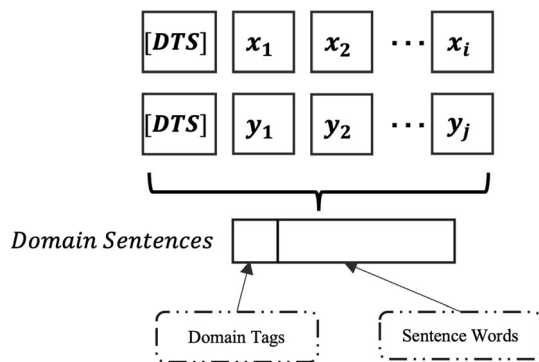 [DTS] x₁ x₂ ··· xᵢ
[DTS] y₁ y₂ ··· yⱼ
Domain Sentences
Domain Tags
Sentence Words